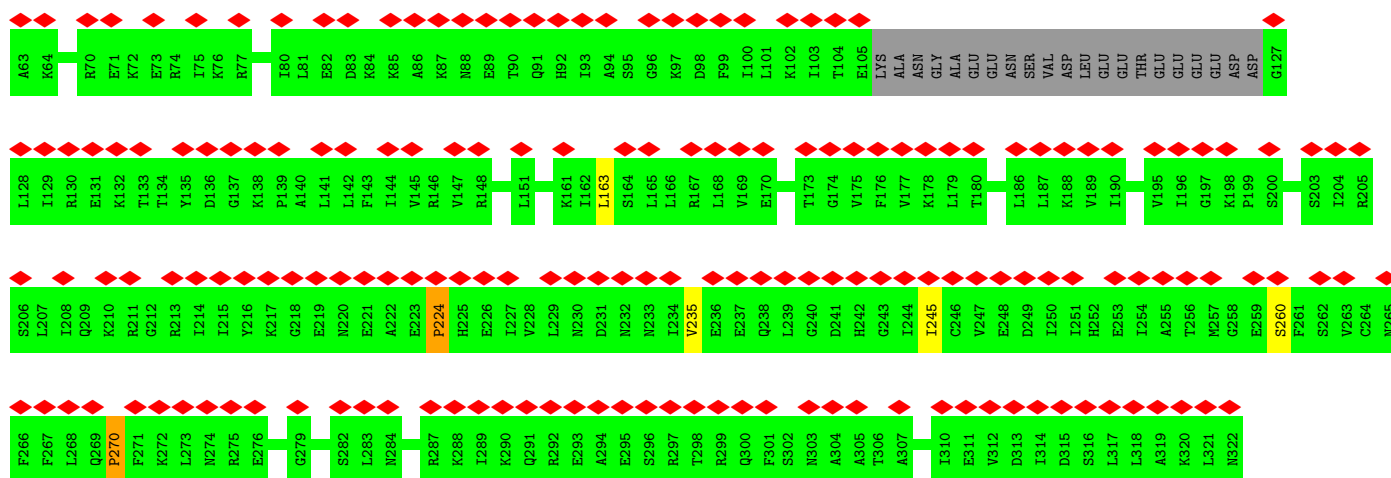 A63 K64 R70 E71 K72 E73 R74 I75 K76 R77 I80 L81 E82 D83 K84 K85 A86 K87 N88 E89 T90 Q91 H92 I93 A94 S95 G96 K97 D98 F99 I100 L101 K102 I103 T104 E105 LYS ALA ASN GLY ALA GLU GLU ASN SER VAL ASP LEU GLU GLU THR GLU GLU GLU GLU ASP ASP G127
L128 I129 R130 E131 K132 T133 T134 Y135 D136 G137 K138 P139 A140 L141 L142 F143 I144 V145 R146 V147 R148 L151 K161 I162 L163 S164 L165 L166 R167 L168 V169 E170 T173 G174 V175 F176 V177 K178 L179 T180 L186 L187 K188 V189 I190 V195 I196 G197 K198 P199 S200 S203 I204 R205
S206 L207 I208 Q209 K210 R211 G212 R213 I214 I215 Y216 K217 G218 E219 N220 E221 A222 E223 P224 H225 E226 I227 V228 L229 N230 D231 N232 N233 I234 V235 E236 E237 Q238 L239 G240 D241 H242 G243 I244 I245 C246 V247 E248 D249 I250 I251 H252 E253 I254 A255 T256 M257 G258 E259 S260 F261 S262 V263 C264 N265
F266 F267 L268 Q269 P270 F271 K272 L273 N274 R275 E276 G279 S282 L283 N284 R287 K288 I289 K290 Q291 R292 E293 A294 E295 S296 R297 T298 R299 Q300 F301 S302 N303 A304 A305 T306 A307 I310 E311 V312 D313 I314 D315 S316 L317 L318 A319 K320 L321 N322